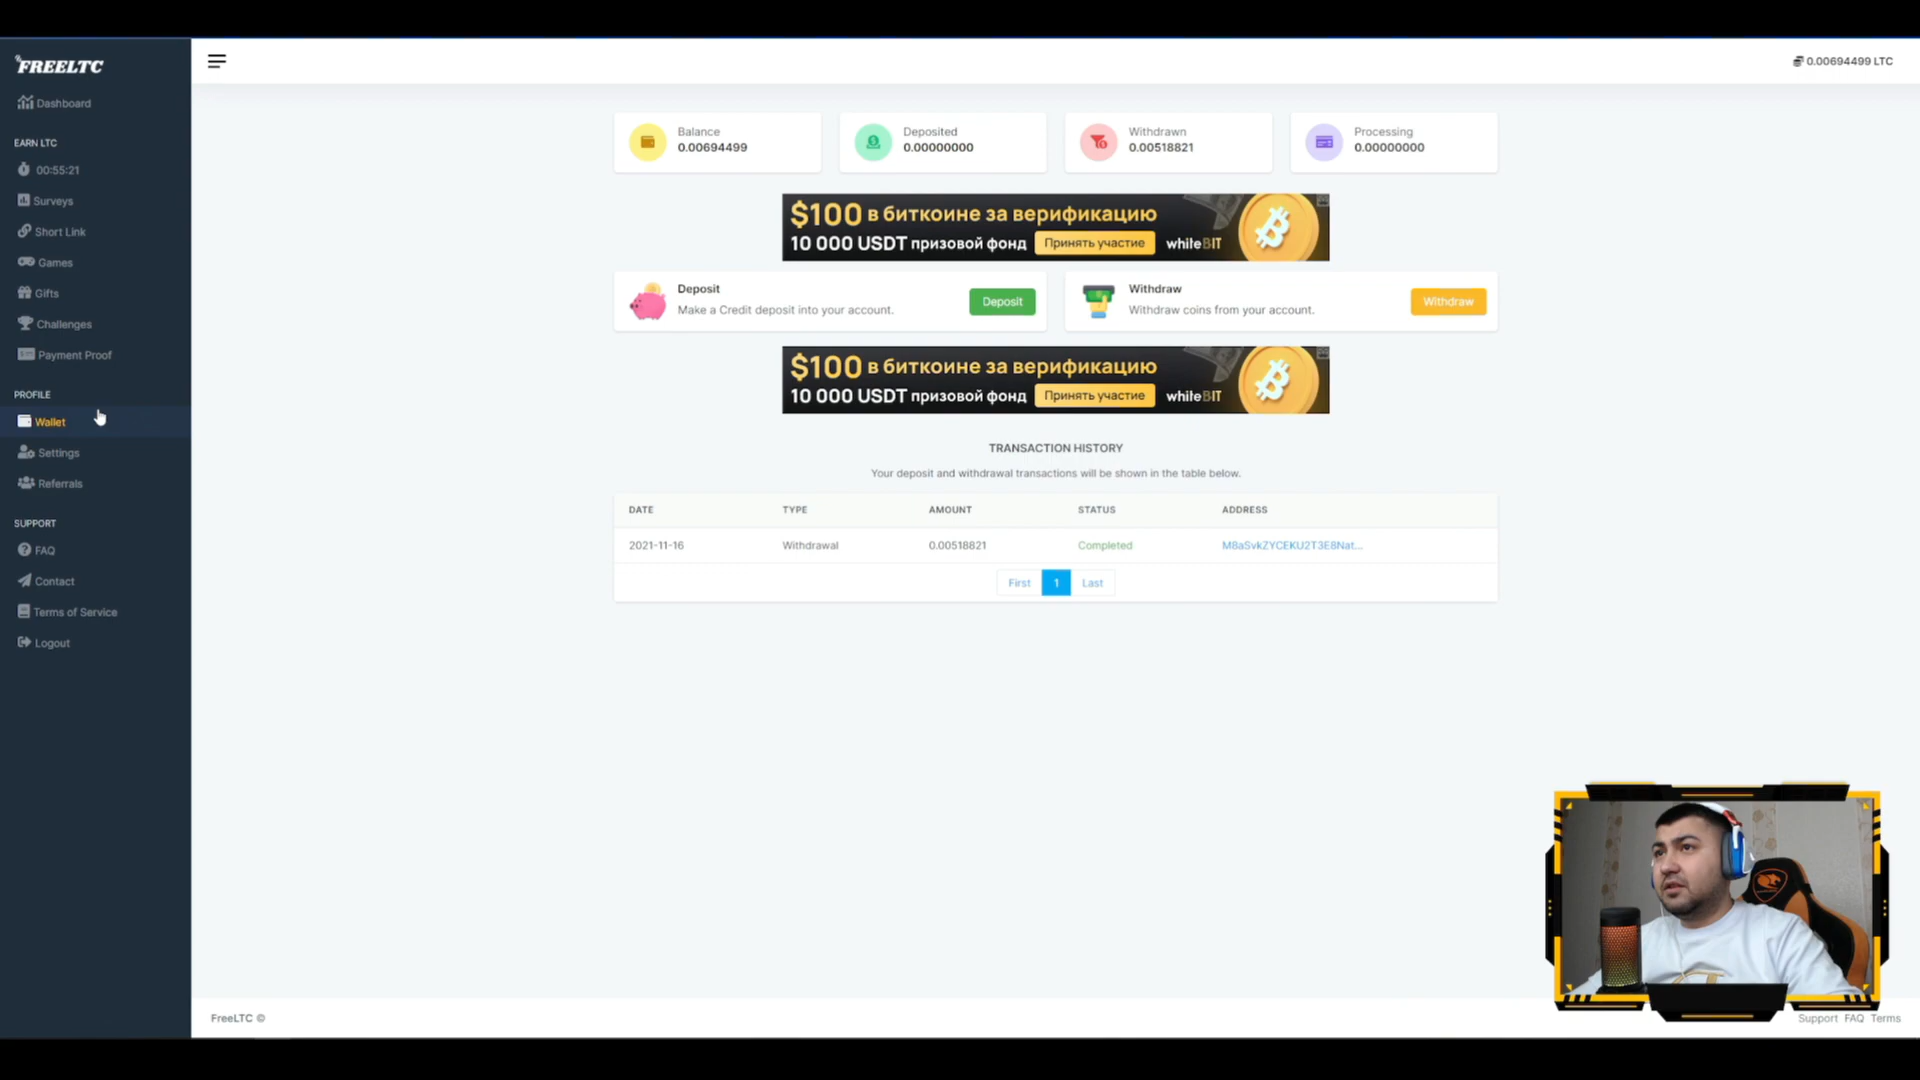 FREELTC
0.00694499 LTC
Dashboard
EARN LTC
00:55:21
Surveys
Short Link
Games
Gifts
Challenges
Payment Proof
PROFILE
Wallet
Settings
Referrals
SUPPORT
FAQ
Contact
Terms of Service
Logout
Balance
0.00694499
Deposited
0.00000000
Withdrawn
0.00518821
Processing
0.00000000
$100 в биткоине за верификацию
10 000 USDT призовой фонд Принять участие whiteBIT
Deposit
Make a Credit deposit into your account.
Deposit
Withdraw
Withdraw coins from your account.
Withdraw
$100 в биткоине за верификацию
10 000 USDT призовой фонд Принять участие whiteBIT
TRANSACTION HISTORY
Your deposit and withdrawal transactions will be shown in the table below.
DATE TYPE AMOUNT STATUS ADDRESS
2021-11-16 Withdrawal 0.00518821 Completed M8aSvkZYCEKU2T3E8Nat...
First 1 Last
FreeLTC ©
Support FAQ Terms